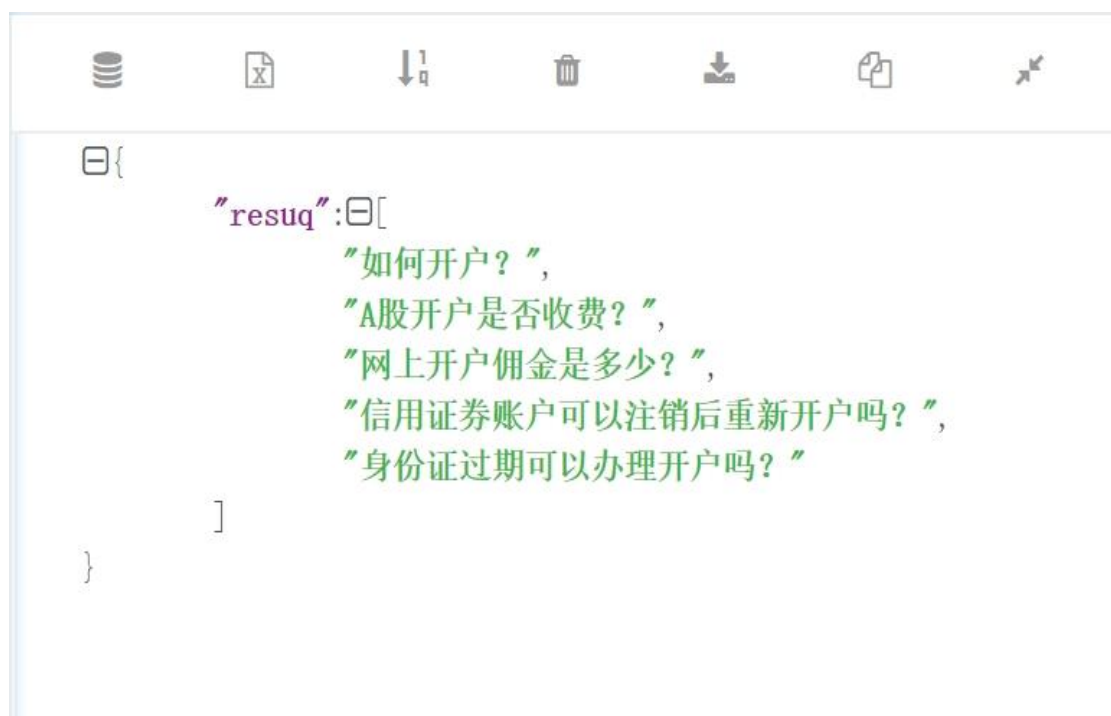 {
"resuq":[
"如何开户？",
"A股开户是否收费？",
"网上开户佣金是多少？",
"信用证券账户可以注销后重新开户吗？",
"身份证过期可以办理开户吗？"
]
}